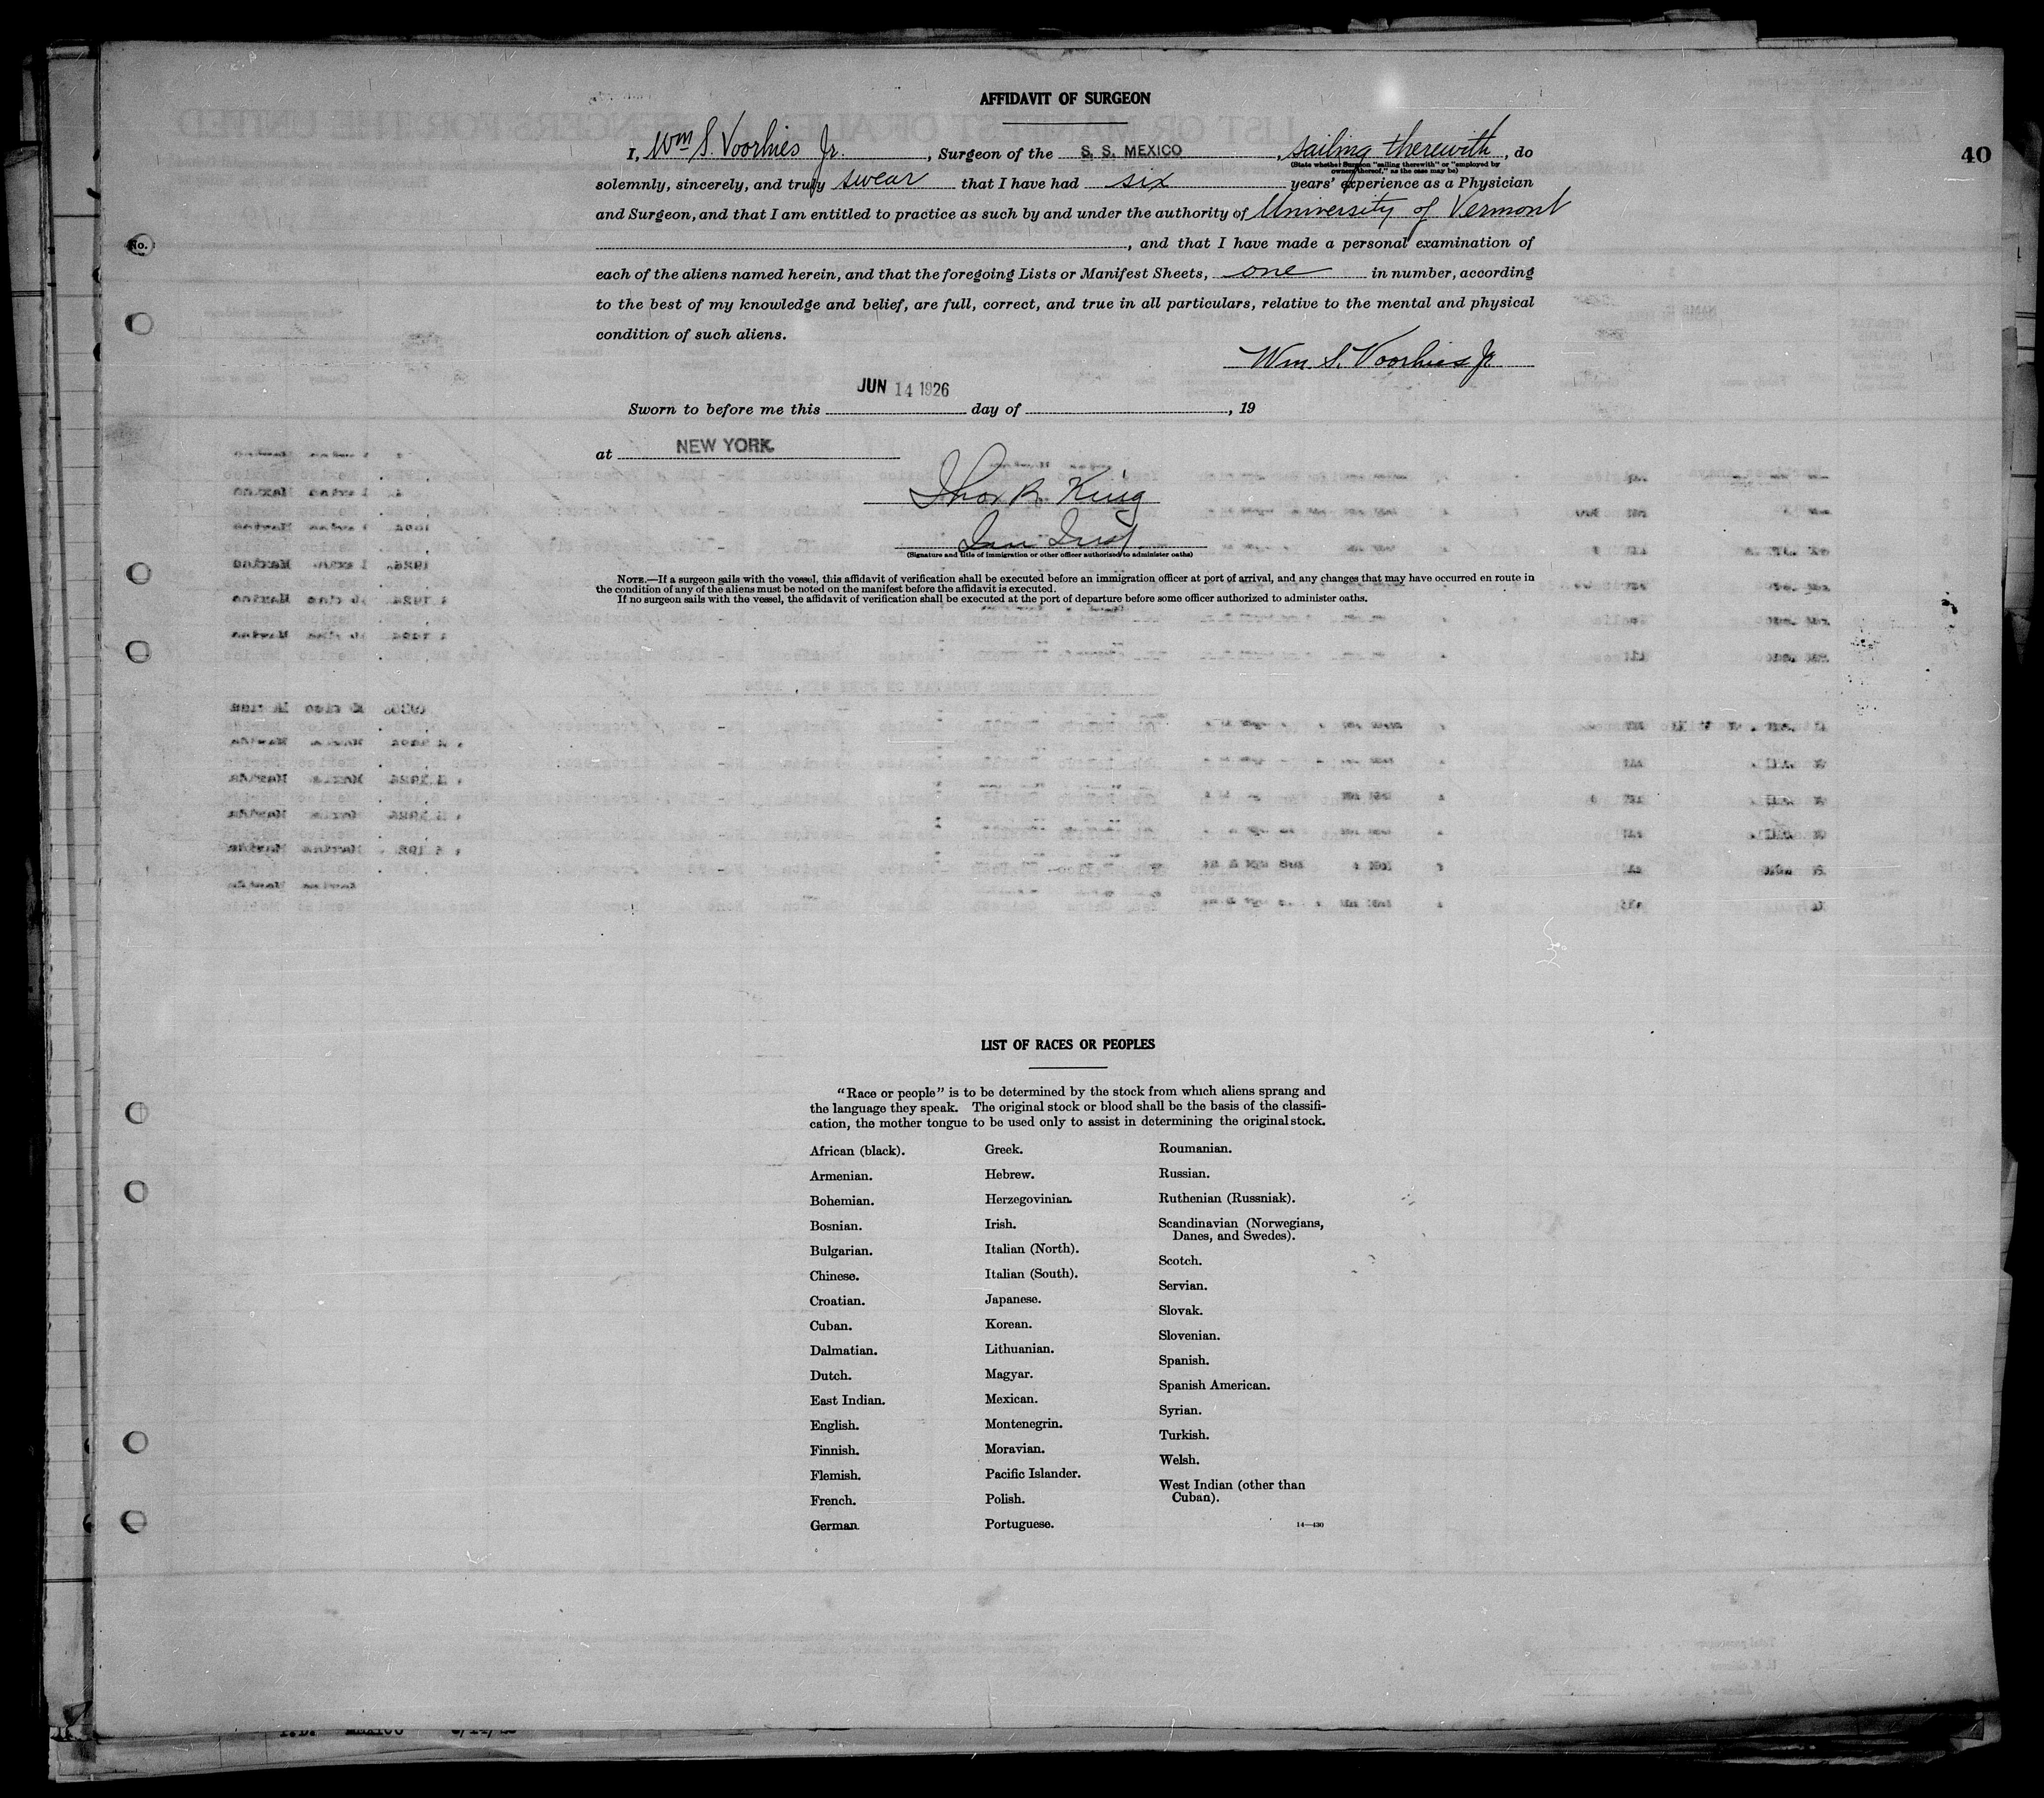 AFFIDAVIT OF SURGEON
40
I, Wm S. Voorhies Jr. , Surgeon of the S. S. MEXICO , sailing therewith , do
(State whether Surgeon "sailing therewith" or "employed by
owners thereof," as the case may be)
solemnly, sincerely, and truly swear that I have had six years' experience as a Physician
and Surgeon, and that I am entitled to practice as such by and under the authority of University of Vermont
No.
, and that I have made a personal examination of
each of the aliens named herein, and that the foregoing Lists or Manifest Sheets, one in number, according
to the best of my knowledge and belief, are full, correct, and true in all particulars, relative to the mental and physical
condition of such aliens.
Wm. S. Voorhies Jr
JUN 14 1926
Sworn to before me this day of , 19
at NEW YORK.
R. King
(Signature and title of immigration or other officer authorized to administer oaths)
NOTE.—If a surgeon sails with the vessel, this affidavit of verification shall be executed before an immigration officer at port of arrival, and any changes that may have occurred en route in
the condition of any of the aliens must be noted on the manifest before the affidavit is executed.
If no surgeon sails with the vessel, the affidavit of verification shall be executed at the port of departure before some officer authorized to administer oaths.
LIST OF RACES OR PEOPLES
"Race or people" is to be determined by the stock from which aliens sprang and
the language they speak. The original stock or blood shall be the basis of the classifi-
cation, the mother tongue to be used only to assist in determining the original stock.
African (black).
Armenian.
Bohemian.
Bosnian.
Bulgarian.
Chinese.
Croatian.
Cuban.
Dalmatian.
Dutch.
East Indian.
English.
Finnish.
Flemish.
French.
German.
Greek.
Hebrew.
Herzegovinian.
Irish.
Italian (North).
Italian (South).
Japanese.
Korean.
Lithuanian.
Magyar.
Mexican.
Montenegrin.
Moravian.
Pacific Islander.
Polish.
Portuguese.
Roumanian.
Russian.
Ruthenian (Russniak).
Scandinavian (Norwegians,
Danes, and Swedes).
Scotch.
Servian.
Slovak.
Slovenian.
Spanish.
Spanish American.
Syrian.
Turkish.
Welsh.
West Indian (other than
Cuban).
14—430